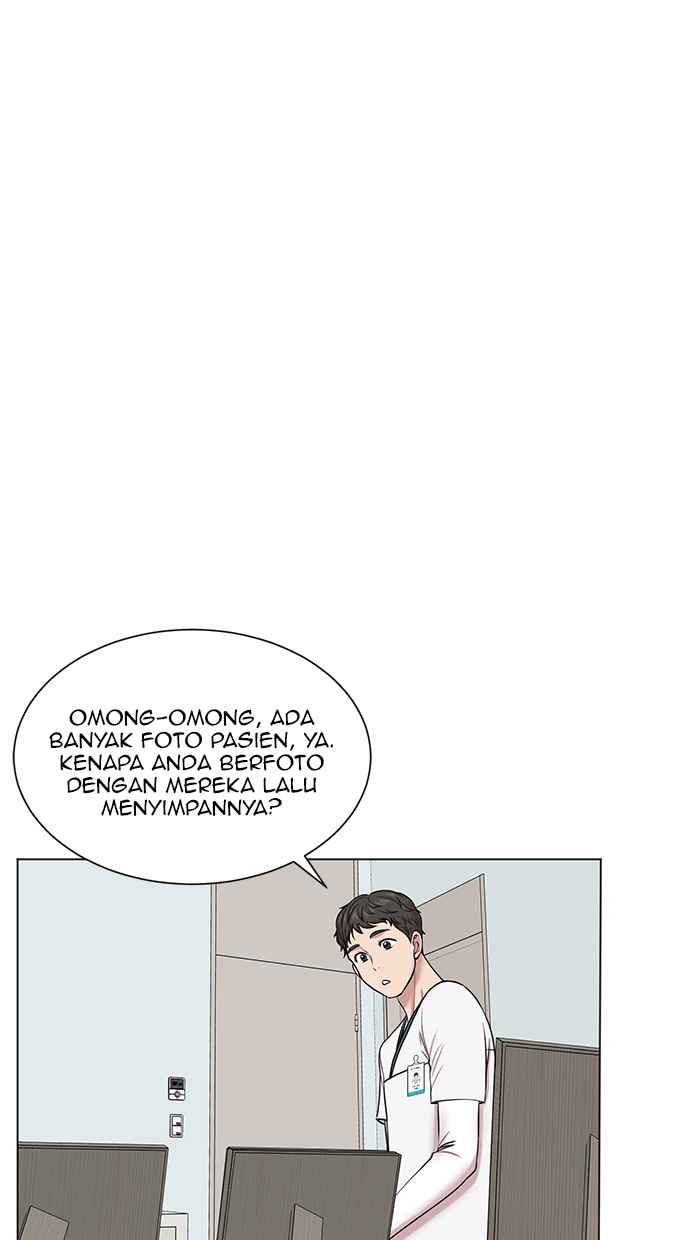 OMONG-OMONG, ADA
BANYAK FOTO PASIEN, YA.
KENAPA ANDA BERFOTO
DENGAN MEREKA LALU
MENYIMPANNYA?